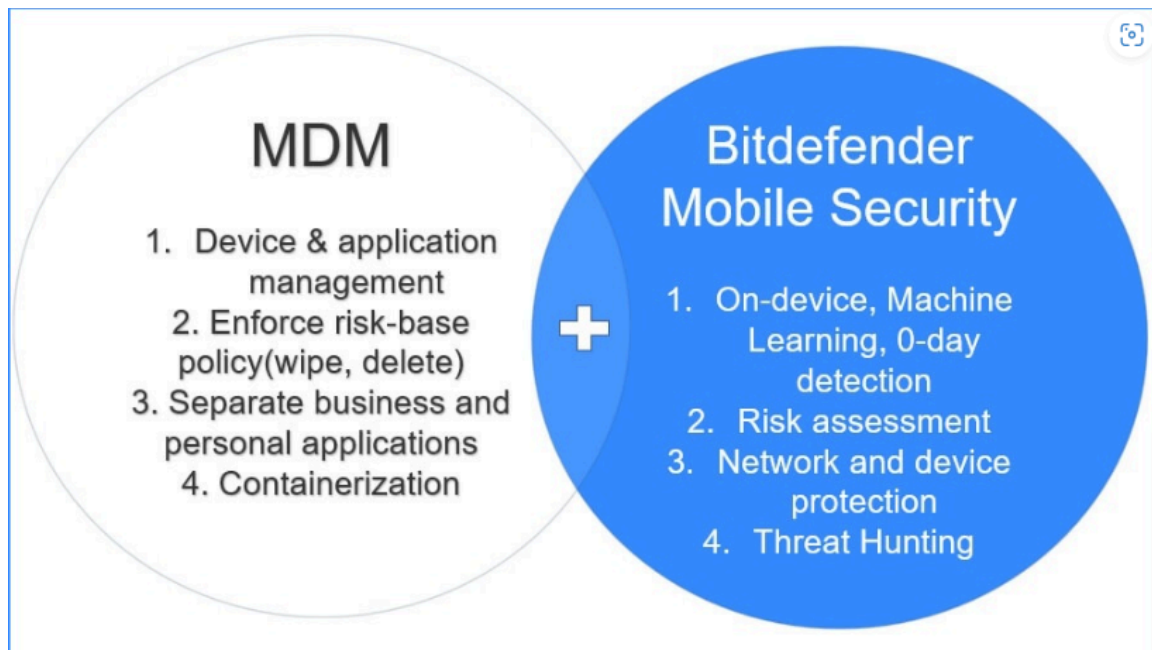 MDM
1. Device & application
management
2. Enforce risk-base
policy(wipe, delete)
3. Separate business and
personal applications
4. Containerization
Bitdefender
Mobile Security
1. On-device, Machine
Learning, 0-day
detection
2. Risk assessment
3. Network and device
protection
4. Threat Hunting